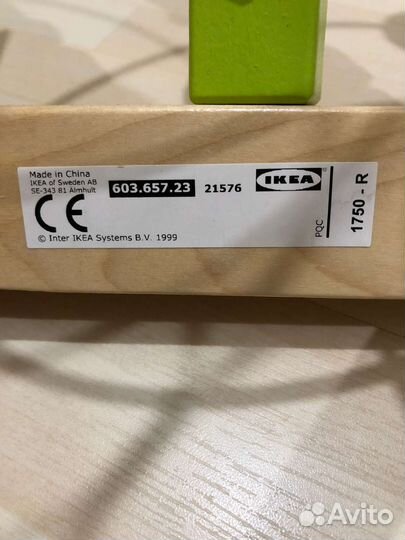 Made in China
IKEA of Sweden AB
SE-343 81 Älmhult
603.657.23 21576 IKEA ®
CE
© Inter IKEA Systems B.V. 1999
PQC
1750 - R
Avito